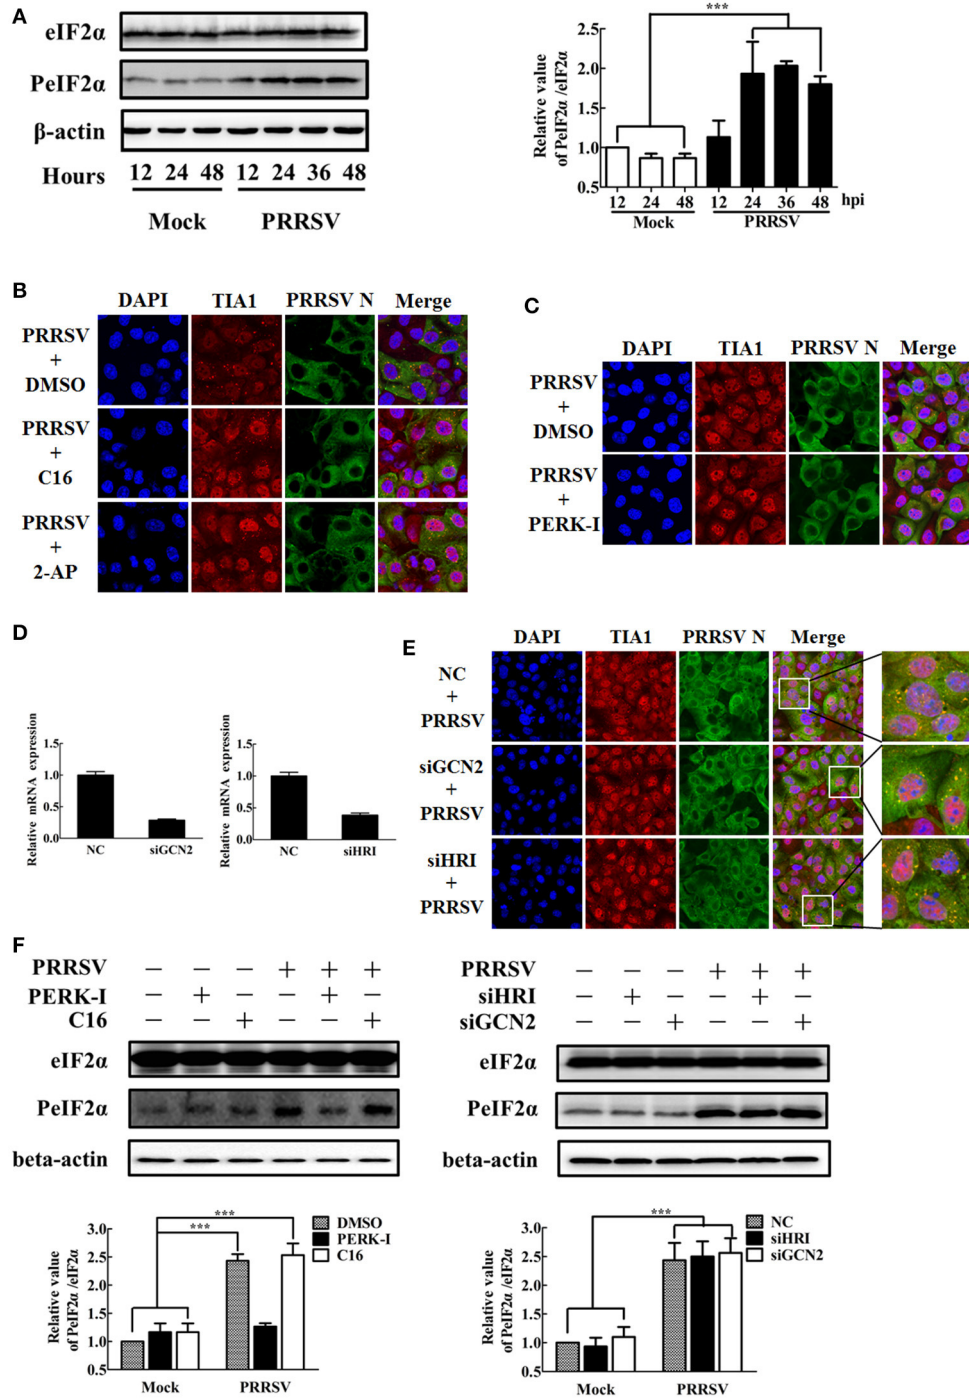 A
eIF2α
PeIF2α
β-actin
Hours 12 24 48 12 24 36 48
Mock PRRSV
***
Relative value of PeIF2α /eIF2α
2.5
2.0
1.5
1.0
0.5
12 24 48 12 24 36 48 hpi
Mock PRRSV
B
DAPI TIA1 PRRSV N Merge
PRRSV
+
DMSO
PRRSV
+
C16
PRRSV
+
2-AP
C
DAPI TIA1 PRRSV N Merge
PRRSV
+
DMSO
PRRSV
+
PERK-I
D
Relative mRNA expression
1.5
1.0
0.5
0.0
NC siGCN2
Relative mRNA expression
1.5
1.0
0.5
0.0
NC siHRI
E
DAPI TIA1 PRRSV N Merge
NC
+
PRRSV
siGCN2
+
PRRSV
siHRI
+
PRRSV
F
PRRSV − − − + + +
PERK-I − + − − + −
C16 − − + − − +
eIF2α
PeIF2α
beta-actin
Relative value of PeIF2α /eIF2α
3.0
2.5
2.0
1.5
1.0
0.5
***
***
DMSO
PERK-I
C16
Mock PRRSV
PRRSV − − − + + +
siHRI − + − − + −
siGCN2 − − + − − +
eIF2α
PeIF2α
beta-actin
Relative value of PeIF2α /eIF2α
3.0
2.5
2.0
1.5
1.0
0.5
***
NC
siHRI
siGCN2
Mock PRRSV